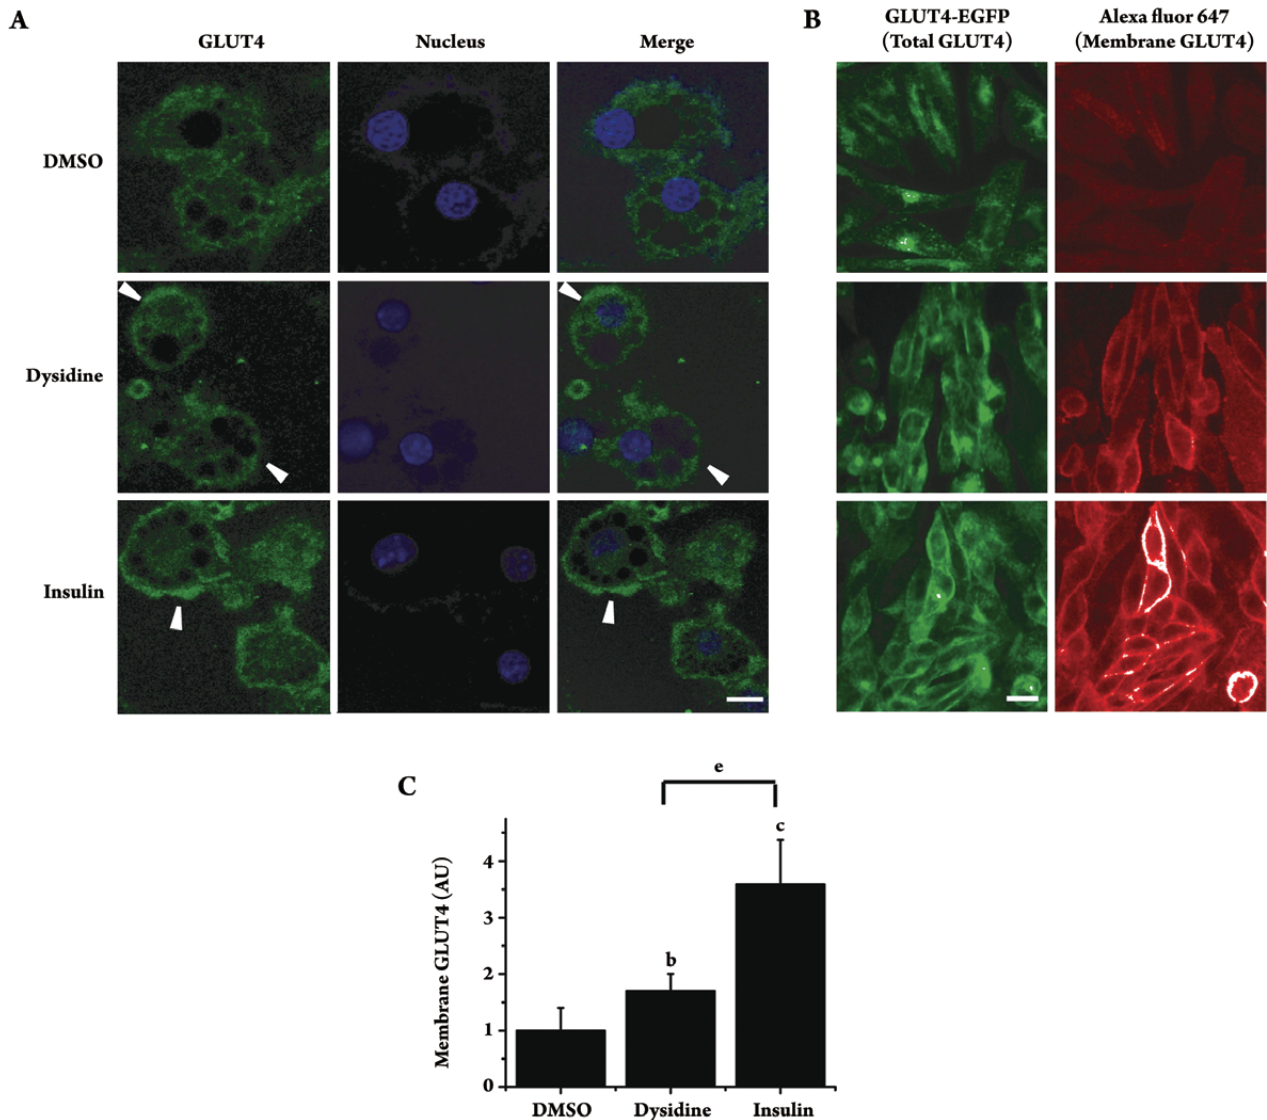 A
B
GLUT4
Nucleus
Merge
GLUT4-EGFP
(Total GLUT4)
Alexa fluor 647
(Membrane GLUT4)
DMSO
Dysidine
Insulin
C
e
c
b
Membrane GLUT4 (AU)
4
3
2
1
0
DMSO
Dysidine
Insulin